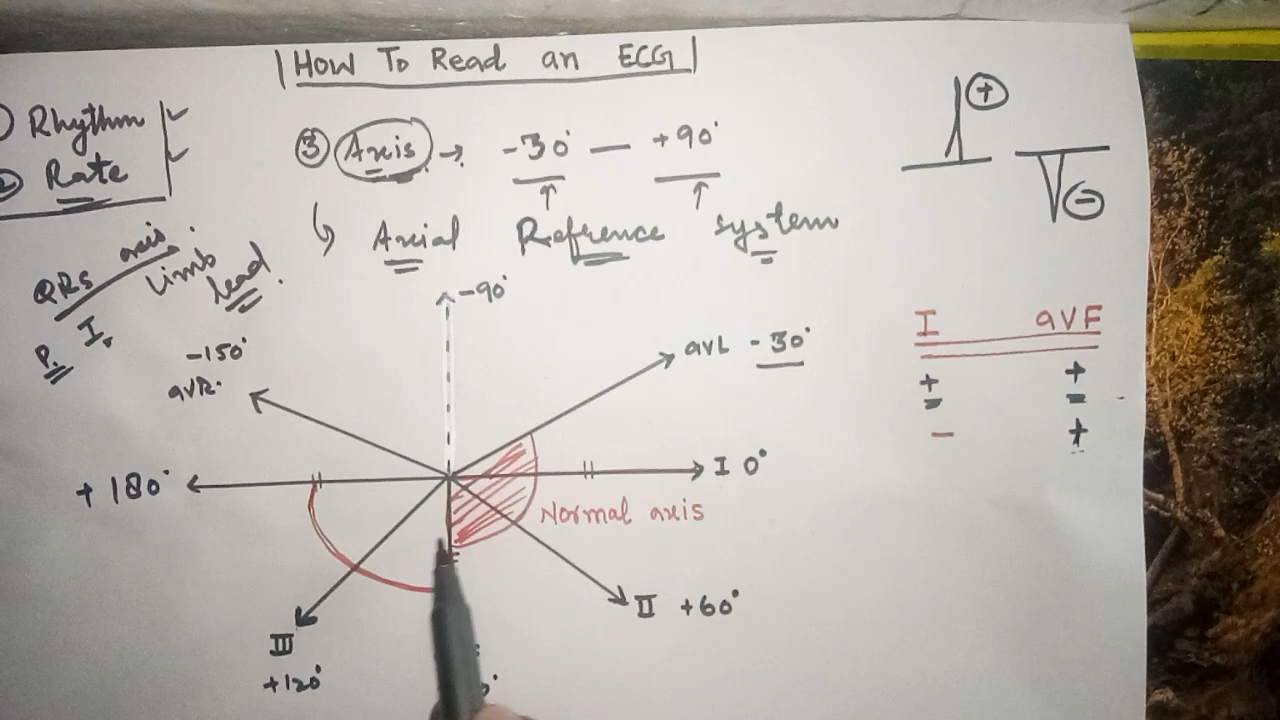 How To Read an ECG
) Rhythm
2 Rate
③ Axis → -30° — +90°
Axial Reference system
QRS axis
limb lead.
P. I,
+
-
I aVF
+ +
- +
-90°
-150°
aVR.
aVL -30°
+180°
I 0°
Normal axis
II +60°
III
+120°